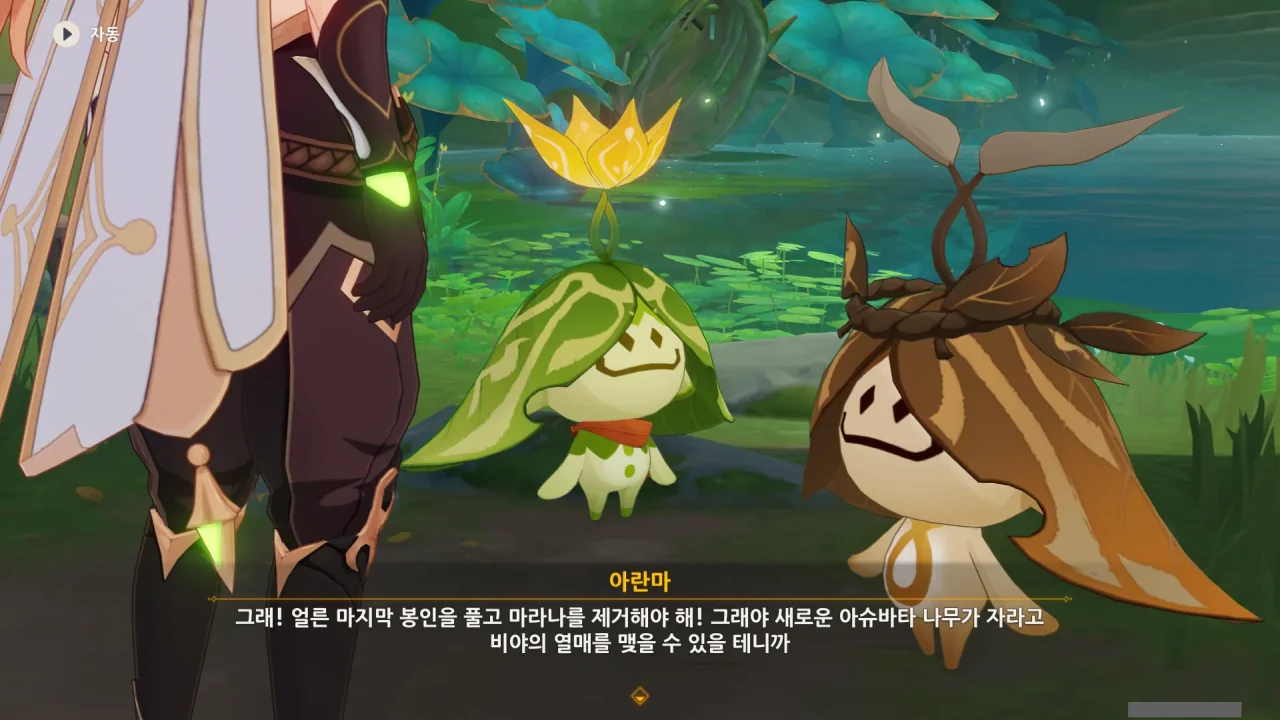 자동
아란마
그래! 얼른 마지막 봉인을 풀고 마라나를 제거해야 해! 그래야 새로운 아슈바타 나무가 자라고
비야의 열매를 맺을 수 있을 테니까